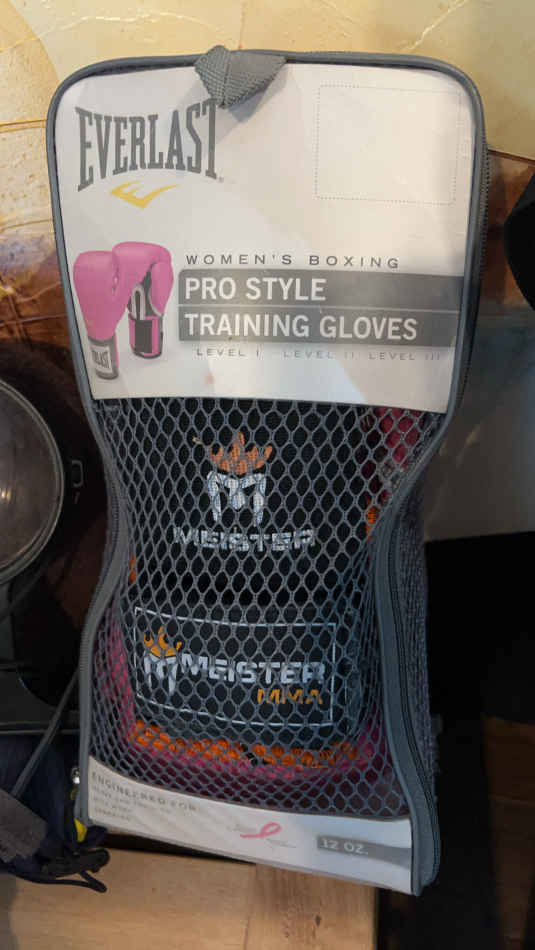 EVERLAST
WOMEN'S BOXING
PRO STYLE
TRAINING GLOVES
LEVEL I LEVEL II LEVEL III
EVERLAST
MEISTER
MEISTER
MMA
ENGINEERED FOR:
12 OZ.